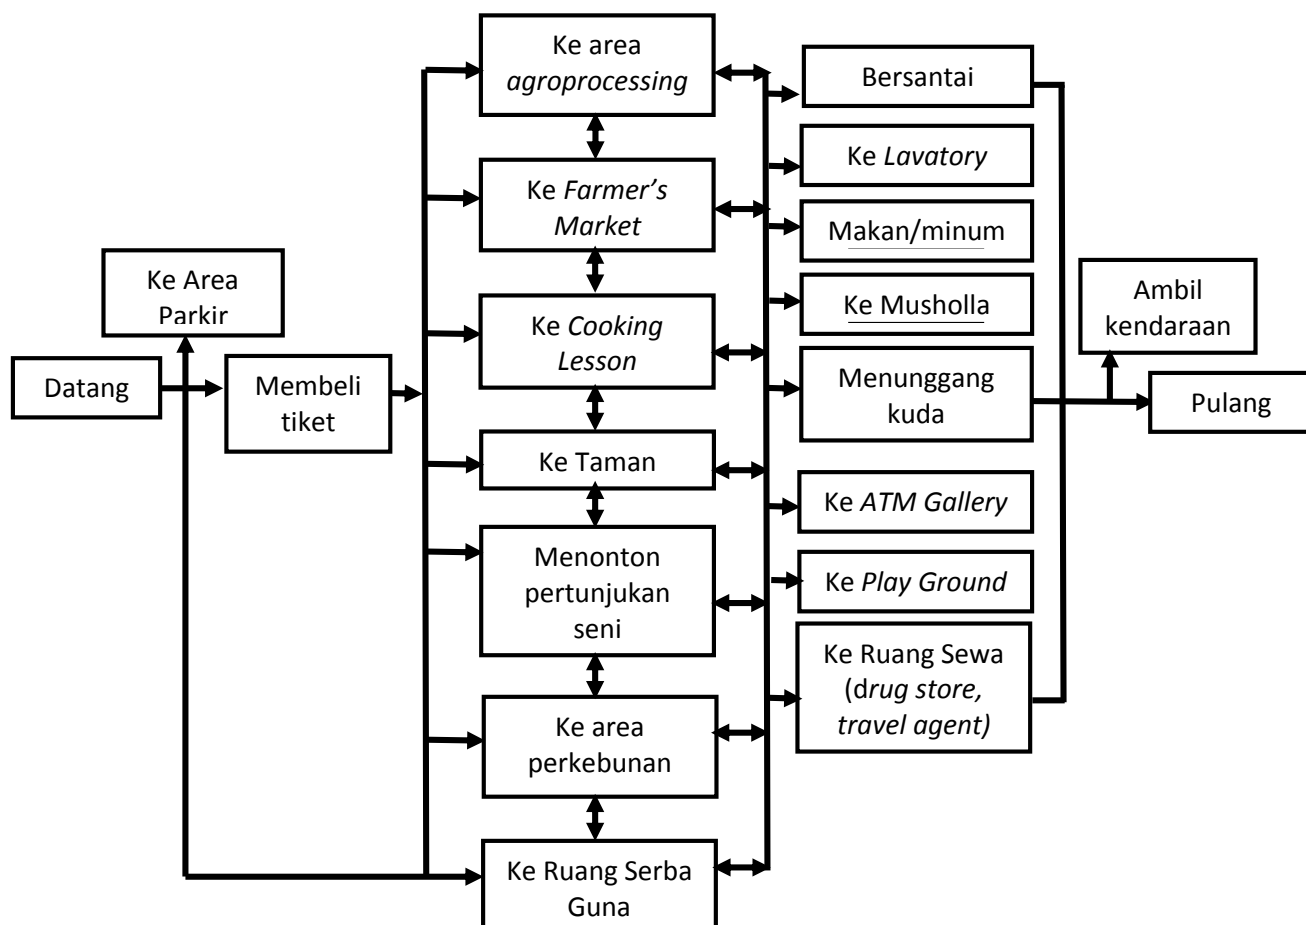 Datang
Ke Area
Parkir
Membeli
tiket
Ke area
agroprocessing
Ke Farmer’s
Market
Ke Cooking
Lesson
Ke Taman
Menonton
pertunjukan
seni
Ke area
perkebunan
Ke Ruang Serba
Guna
Bersantai
Ke Lavatory
Makan/minum
Ke Musholla
Menunggang
kuda
Ke ATM Gallery
Ke Play Ground
Ke Ruang Sewa
(drug store,
travel agent)
Ambil
kendaraan
Pulang